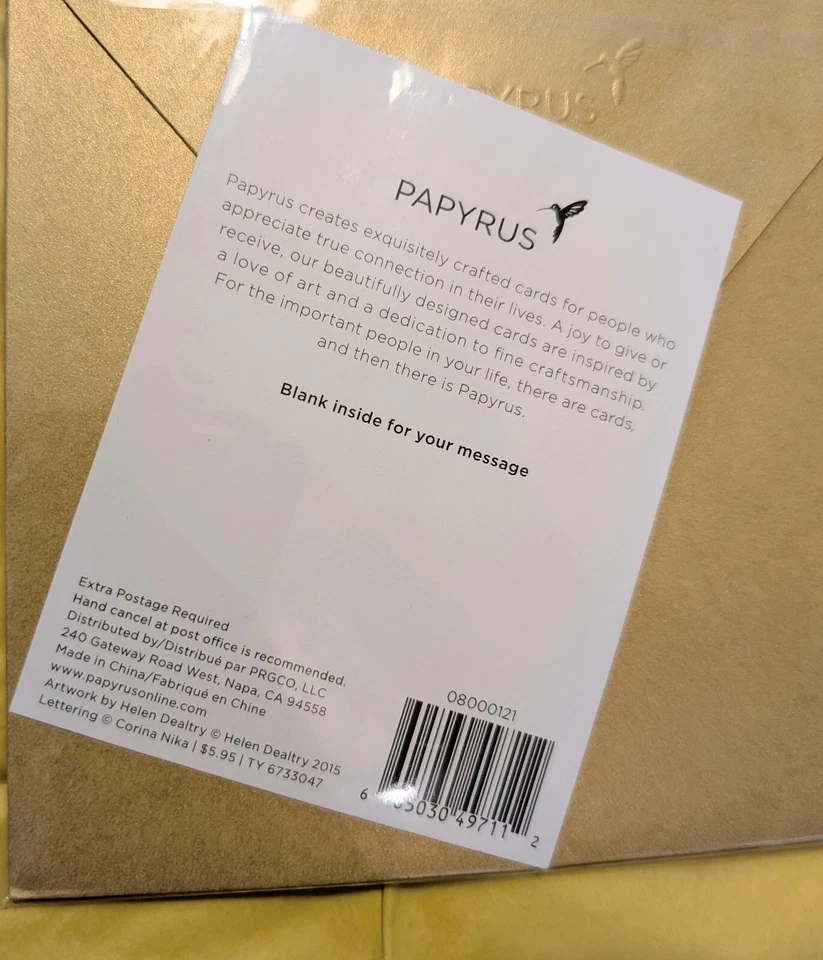 PAPYRUS
PAPYRUS
Papyrus creates exquisitely crafted cards for people who
appreciate true connection in their lives. A joy to give or
receive, our beautifully designed cards are inspired by
a love of art and a dedication to fine craftsmanship.
For the important people in your life, there are cards,
and then there is Papyrus.
Blank inside for your message
Extra Postage Required
Hand cancel at post office is recommended.
Distributed by/Distribué par PRGCO, LLC
240 Gateway Road West, Napa, CA 94558
Made in China/Fabriqué en Chine
www.papyrusonline.com
Artwork by Helen Dealtry © Helen Dealtry 2015
Lettering © Corina Nika | $5.95 | TY 6733047
08000121
6 49711 2